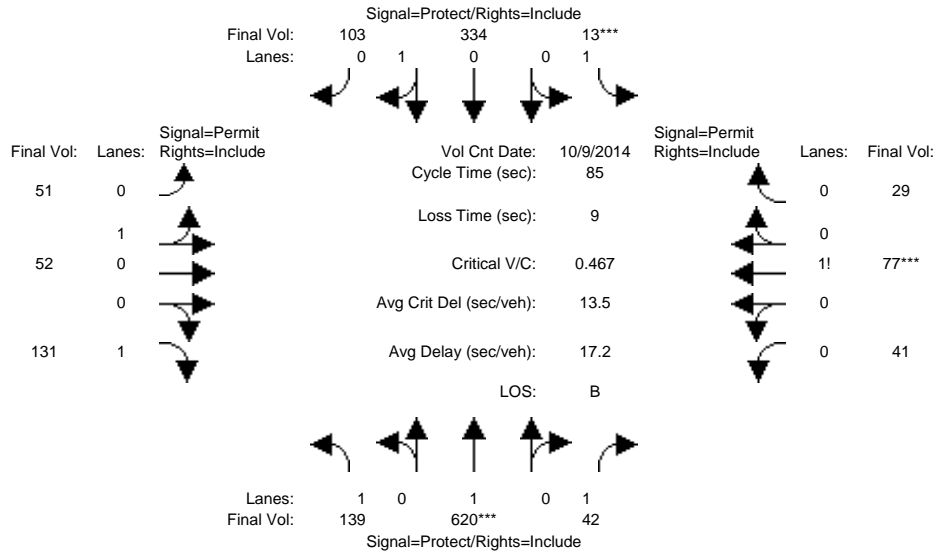 Signal=Protect/Rights=Include
Final Vol: 103 334 13***
Lanes: 0 1 0 0 1
Signal=Permit Signal=Permit
Final Vol: Lanes: Rights=Include Vol Cnt Date: 10/9/2014 Rights=Include Lanes: Final Vol:
Cycle Time (sec): 85
51 0 0 29
Loss Time (sec): 9
1 0
52 0 Critical V/C: 0.467 1! 77***
0 Avg Crit Del (sec/veh): 13.5 0
131 1 Avg Delay (sec/veh): 17.2 0 41
LOS: B
Lanes: 1 0 1 0 1
Final Vol: 139 620*** 42
Signal=Protect/Rights=Include